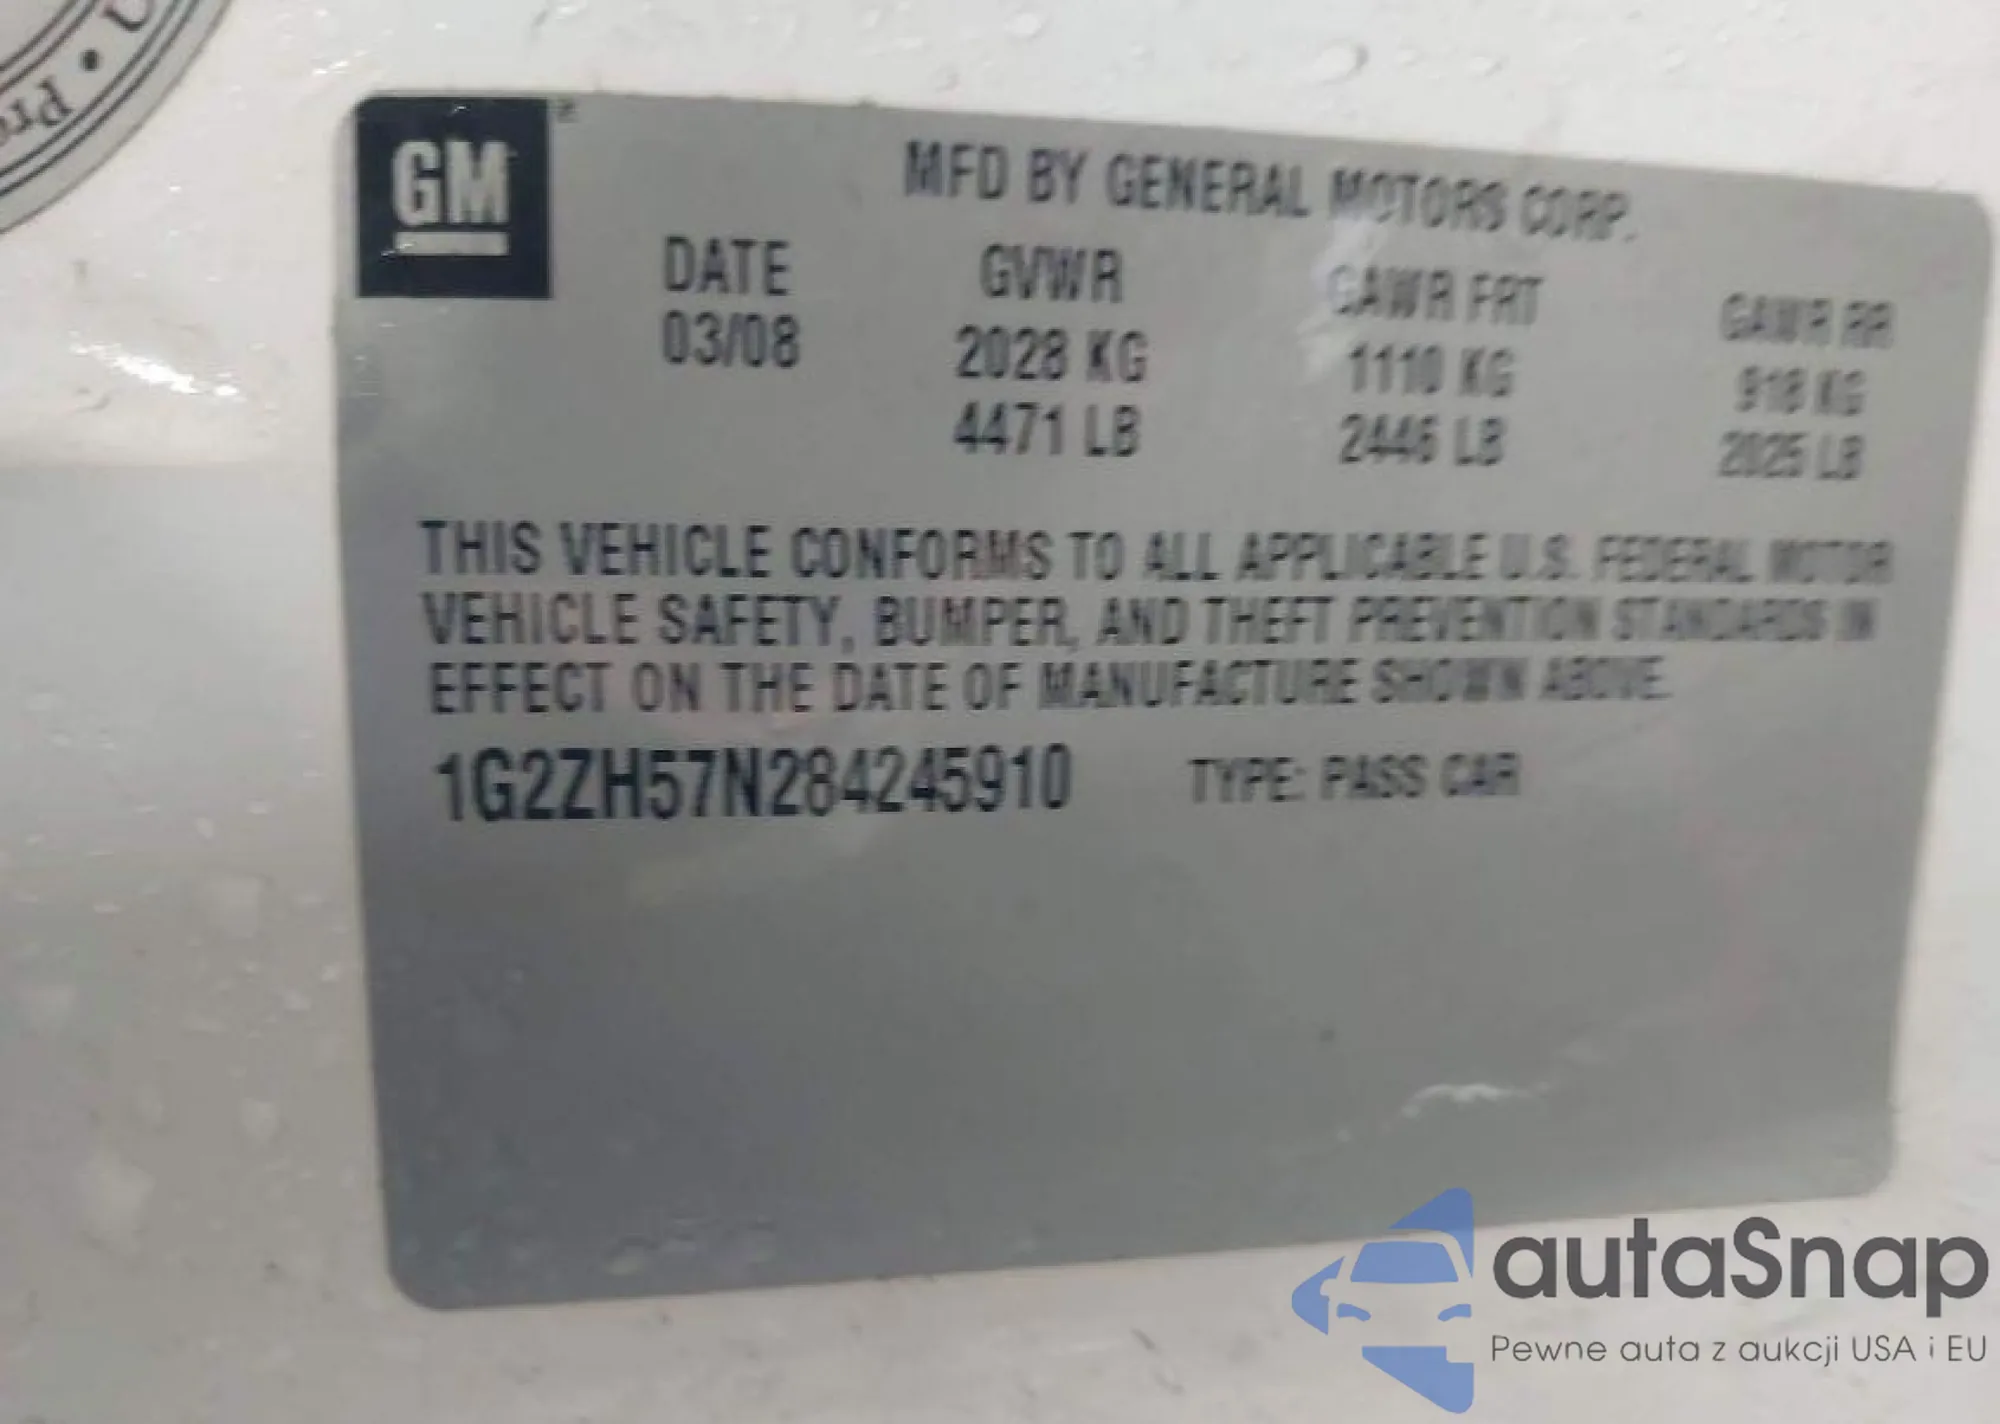 Pre
GM
MFD BY GENERAL MOTORS CORP.
DATE GVWR GAWR FRT GAWR RR
03/08 2028 KG 1110 KG 918 KG
4471 LB 2446 LB 2025 LB
THIS VEHICLE CONFORMS TO ALL APPLICABLE U.S. FEDERAL MOTOR
VEHICLE SAFETY, BUMPER, AND THEFT PREVENTION STANDARDS IN
EFFECT ON THE DATE OF MANUFACTURE SHOWN ABOVE.
1G2ZH57N284245910 TYPE: PASS CAR
autaSnap
Pewne auta z aukcji USA i EU